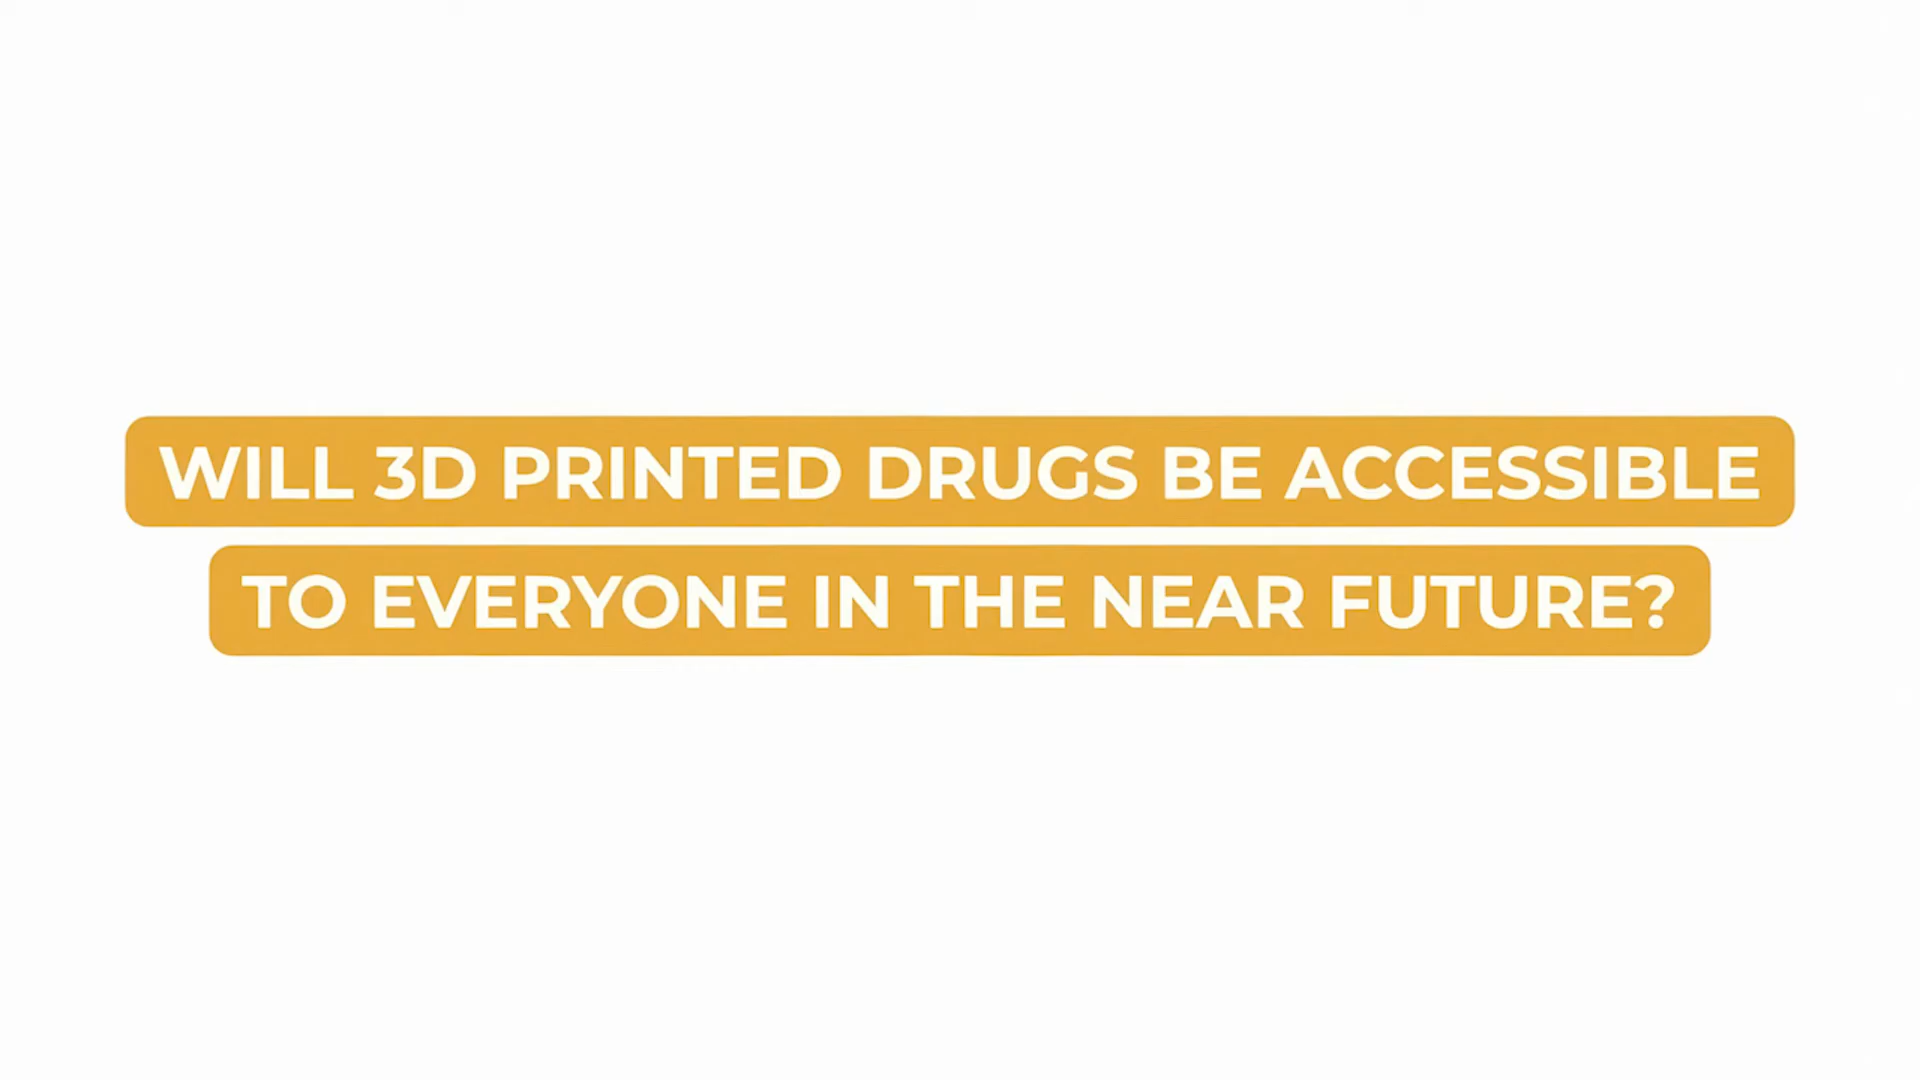 WILL 3D PRINTED DRUGS BE ACCESSIBLE
TO EVERYONE IN THE NEAR FUTURE?